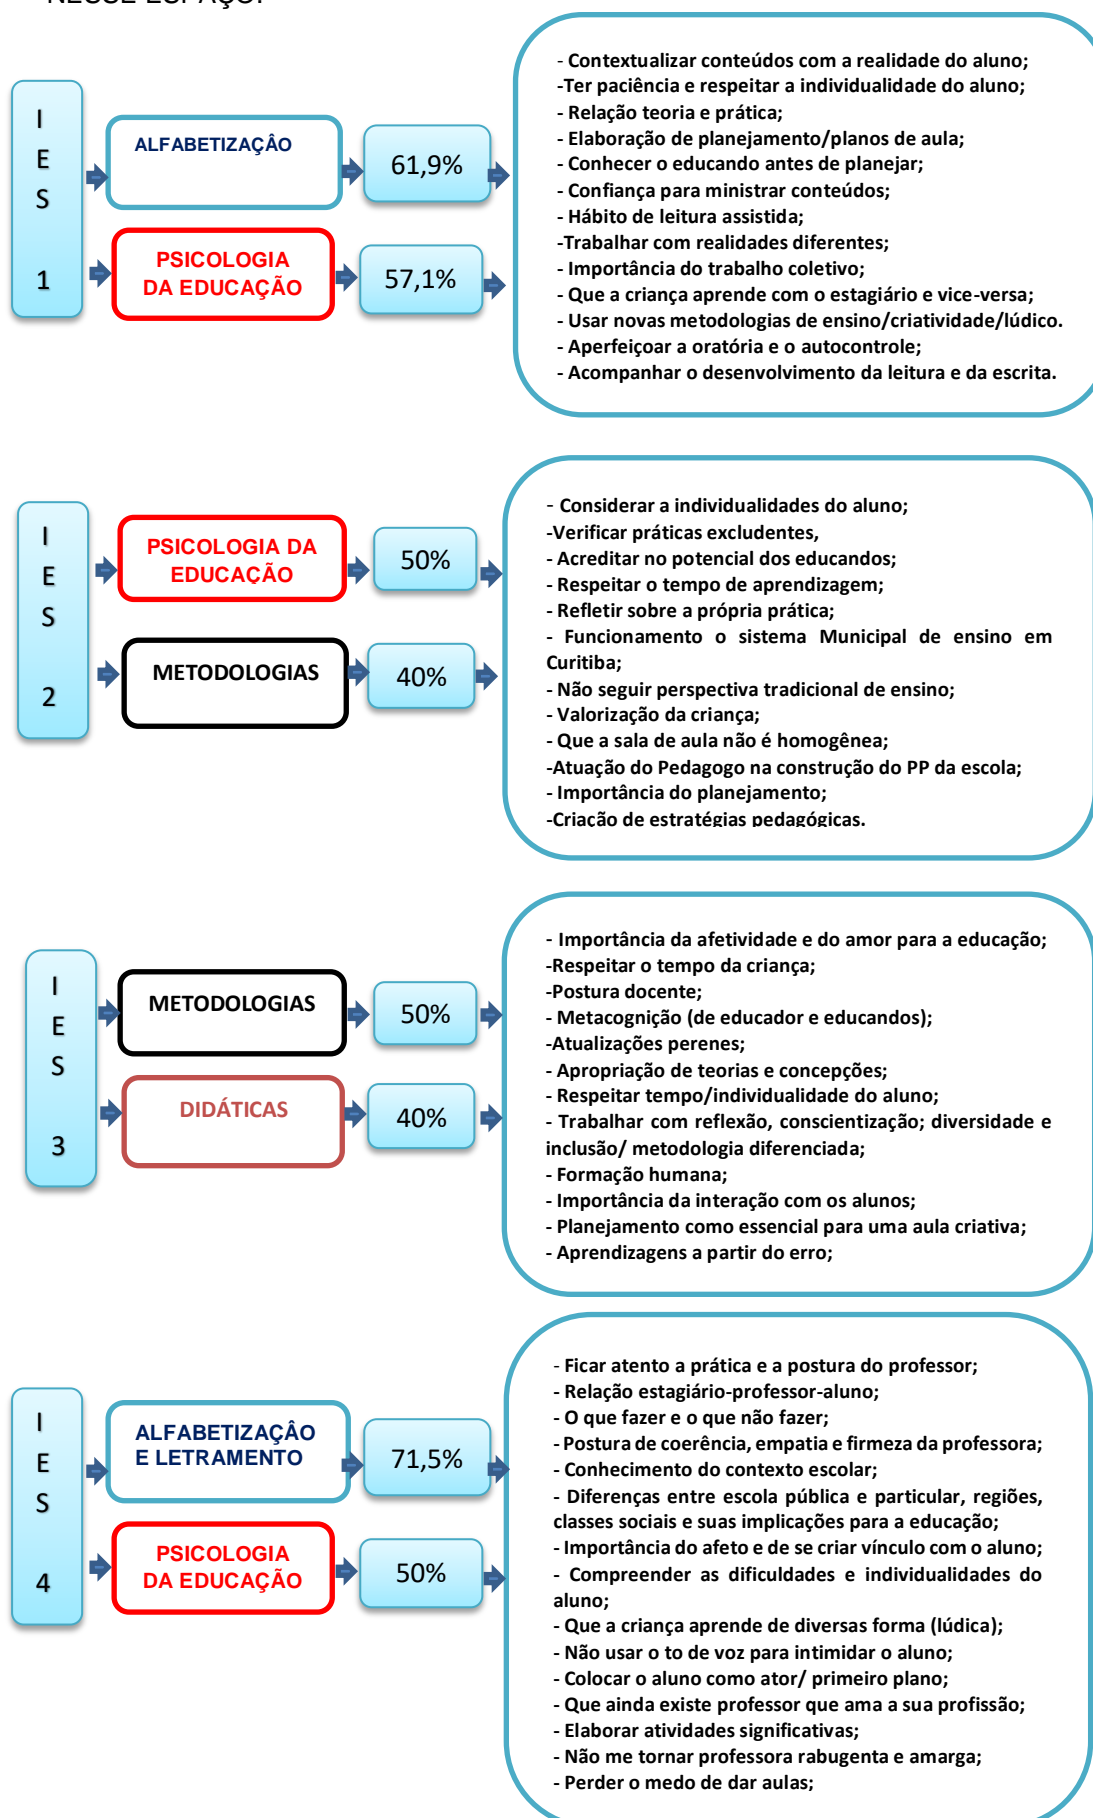 NESSE ESPAÇO?
I
E
S
1
ALFABETIZAÇÂO
61,9%
PSICOLOGIA
DA EDUCAÇÃO
57,1%
- Contextualizar conteúdos com a realidade do aluno;
-Ter paciência e respeitar a individualidade do aluno;
- Relação teoria e prática;
- Elaboração de planejamento/planos de aula;
- Conhecer o educando antes de planejar;
- Confiança para ministrar conteúdos;
- Hábito de leitura assistida;
-Trabalhar com realidades diferentes;
- Importância do trabalho coletivo;
- Que a criança aprende com o estagiário e vice-versa;
- Usar novas metodologias de ensino/criatividade/lúdico.
- Aperfeiçoar a oratória e o autocontrole;
- Acompanhar o desenvolvimento da leitura e da escrita.
I
E
S
2
PSICOLOGIA DA
EDUCAÇÃO
50%
METODOLOGIAS
40%
- Considerar a individualidades do aluno;
-Verificar práticas excludentes,
- Acreditar no potencial dos educandos;
- Respeitar o tempo de aprendizagem;
- Refletir sobre a própria prática;
- Funcionamento o sistema Municipal de ensino em
Curitiba;
- Não seguir perspectiva tradicional de ensino;
- Valorização da criança;
- Que a sala de aula não é homogênea;
-Atuação do Pedagogo na construção do PP da escola;
- Importância do planejamento;
-Criação de estratégias pedagógicas.
I
E
S
3
METODOLOGIAS
50%
DIDÁTICAS
40%
- Importância da afetividade e do amor para a educação;
-Respeitar o tempo da criança;
-Postura docente;
- Metacognição (de educador e educandos);
-Atualizações perenes;
- Apropriação de teorias e concepções;
- Respeitar tempo/individualidade do aluno;
- Trabalhar com reflexão, conscientização; diversidade e
inclusão/ metodologia diferenciada;
- Formação humana;
- Importância da interação com os alunos;
- Planejamento como essencial para uma aula criativa;
- Aprendizagens a partir do erro;
I
E
S
4
ALFABETIZAÇÂO
E LETRAMENTO
71,5%
PSICOLOGIA
DA EDUCAÇÃO
50%
- Ficar atento a prática e a postura do professor;
- Relação estagiário-professor-aluno;
- O que fazer e o que não fazer;
- Postura de coerência, empatia e firmeza da professora;
- Conhecimento do contexto escolar;
- Diferenças entre escola pública e particular, regiões,
classes sociais e suas implicações para a educação;
- Importância do afeto e de se criar vínculo com o aluno;
- Compreender as dificuldades e individualidades do
aluno;
- Que a criança aprende de diversas forma (lúdica);
- Não usar o to de voz para intimidar o aluno;
- Colocar o aluno como ator/ primeiro plano;
- Que ainda existe professor que ama a sua profissão;
- Elaborar atividades significativas;
- Não me tornar professora rabugenta e amarga;
- Perder o medo de dar aulas;